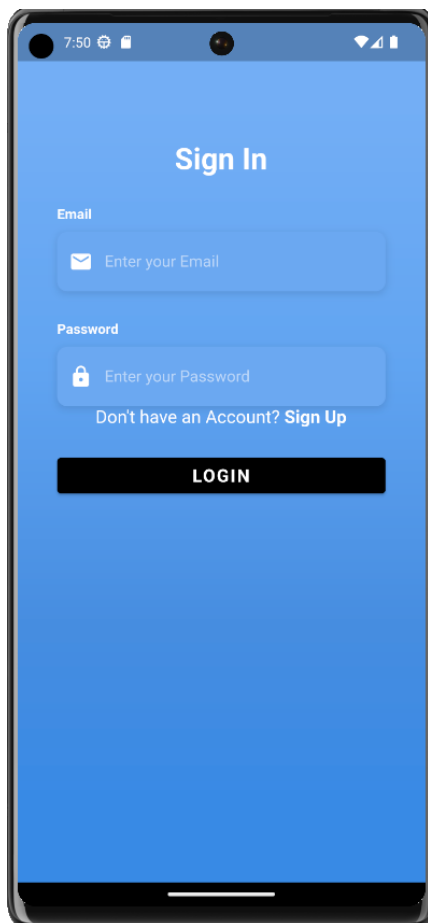 7:50
Sign In
Email
Enter your Email
Password
Enter your Password
Don't have an Account? Sign Up
LOGIN